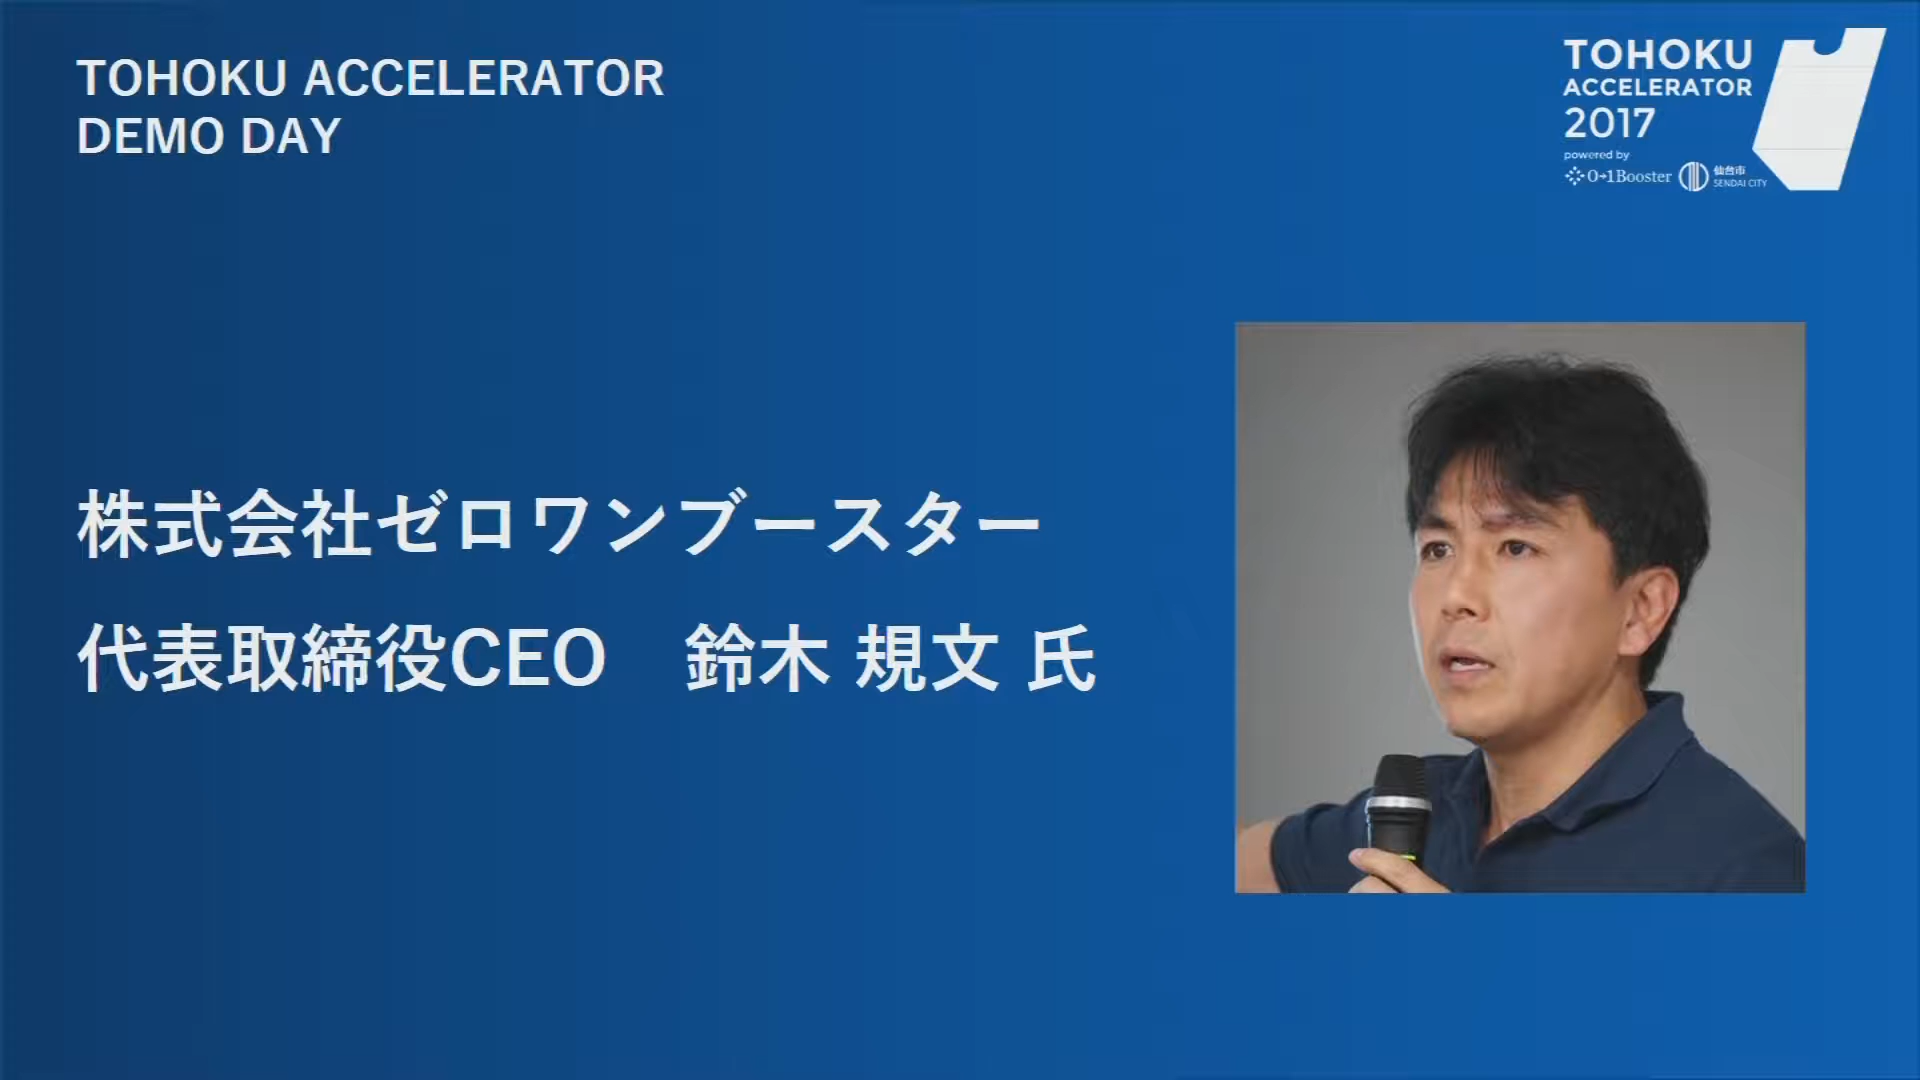 TOHOKU ACCELERATOR
DEMO DAY
TOHOKU
ACCELERATOR
2017
powered by
0→1Booster 仙台市 SENDAI CITY
株式会社ゼロワンブースター
代表取締役CEO　鈴木 規文 氏